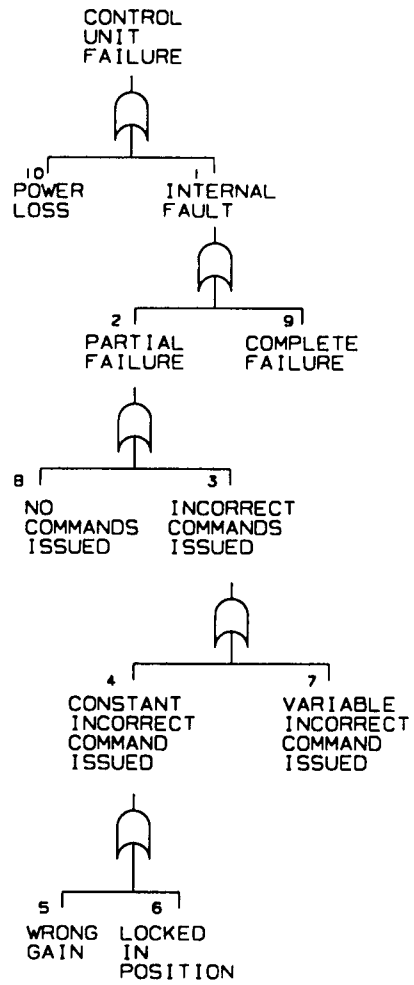 CONTROL
UNIT
FAILURE
10
POWER
LOSS
1
INTERNAL
FAULT
2
PARTIAL
FAILURE
9
COMPLETE
FAILURE
8
NO
COMMANDS
ISSUED
3
INCORRECT
COMMANDS
ISSUED
4
CONSTANT
INCORRECT
COMMAND
ISSUED
7
VARIABLE
INCORRECT
COMMAND
ISSUED
5
WRONG
GAIN
6
LOCKED
IN
POSITION